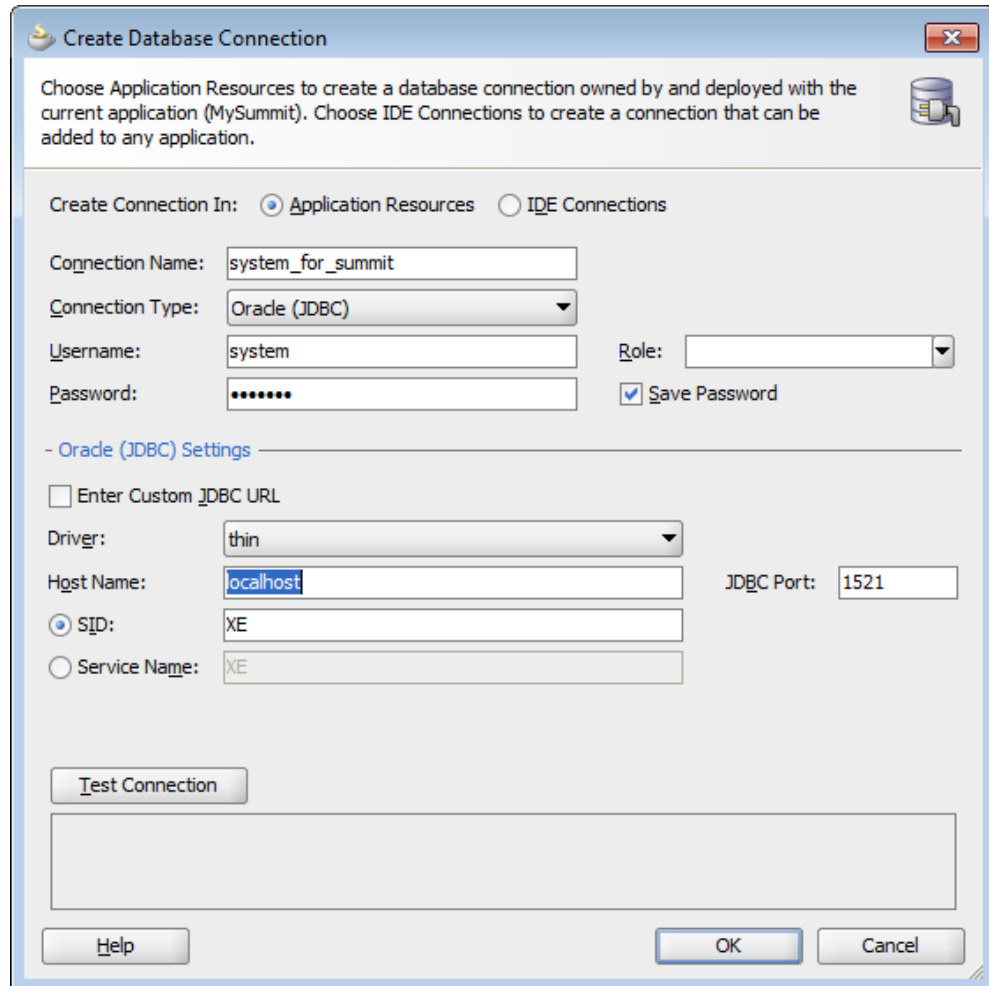 Create Database Connection
Choose Application Resources to create a database connection owned by and deployed with the
current application (MySummit). Choose IDE Connections to create a connection that can be
added to any application.
Create Connection In: Application Resources IDE Connections
Connection Name: system_for_summit
Connection Type: Oracle (JDBC)
Username: system Role:
Password: ••••••• Save Password
Oracle (JDBC) Settings
Enter Custom JDBC URL
Driver: thin
Host Name: localhost JDBC Port: 1521
SID: XE
Service Name: XE
Test Connection
Help OK Cancel